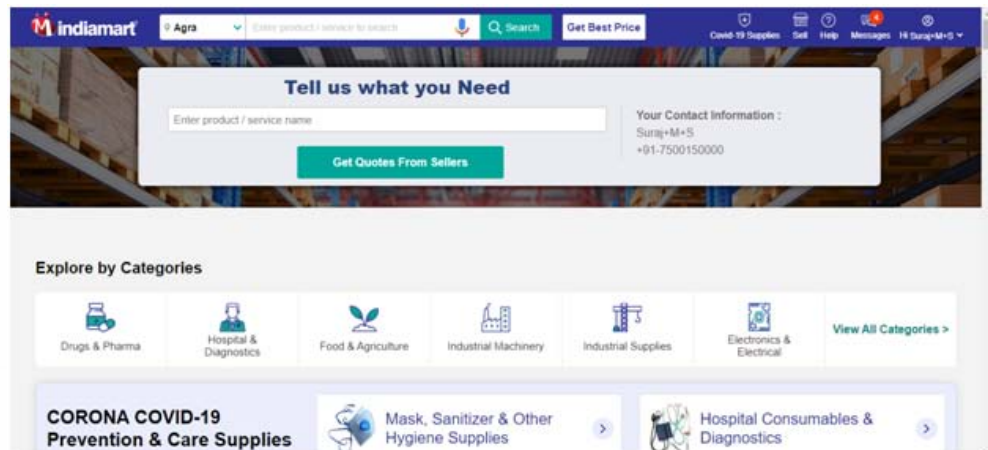 indiamart
Agra
Enter product / service to search
Search
Get Best Price
Covid-19 Supplies
Sell
Help
4
Messages
Hi Suraj+M+S
Tell us what you Need
Enter product / service name
Get Quotes From Sellers
Your Contact Information :
Suraj+M+S
+91-7500150000
Explore by Categories
Drugs & Pharma
Hospital &
Diagnostics
Food & Agriculture
Industrial Machinery
Industrial Supplies
Electronics &
Electrical
View All Categories >
CORONA COVID-19
Prevention & Care Supplies
Mask, Sanitizer & Other
Hygiene Supplies
Hospital Consumables &
Diagnostics